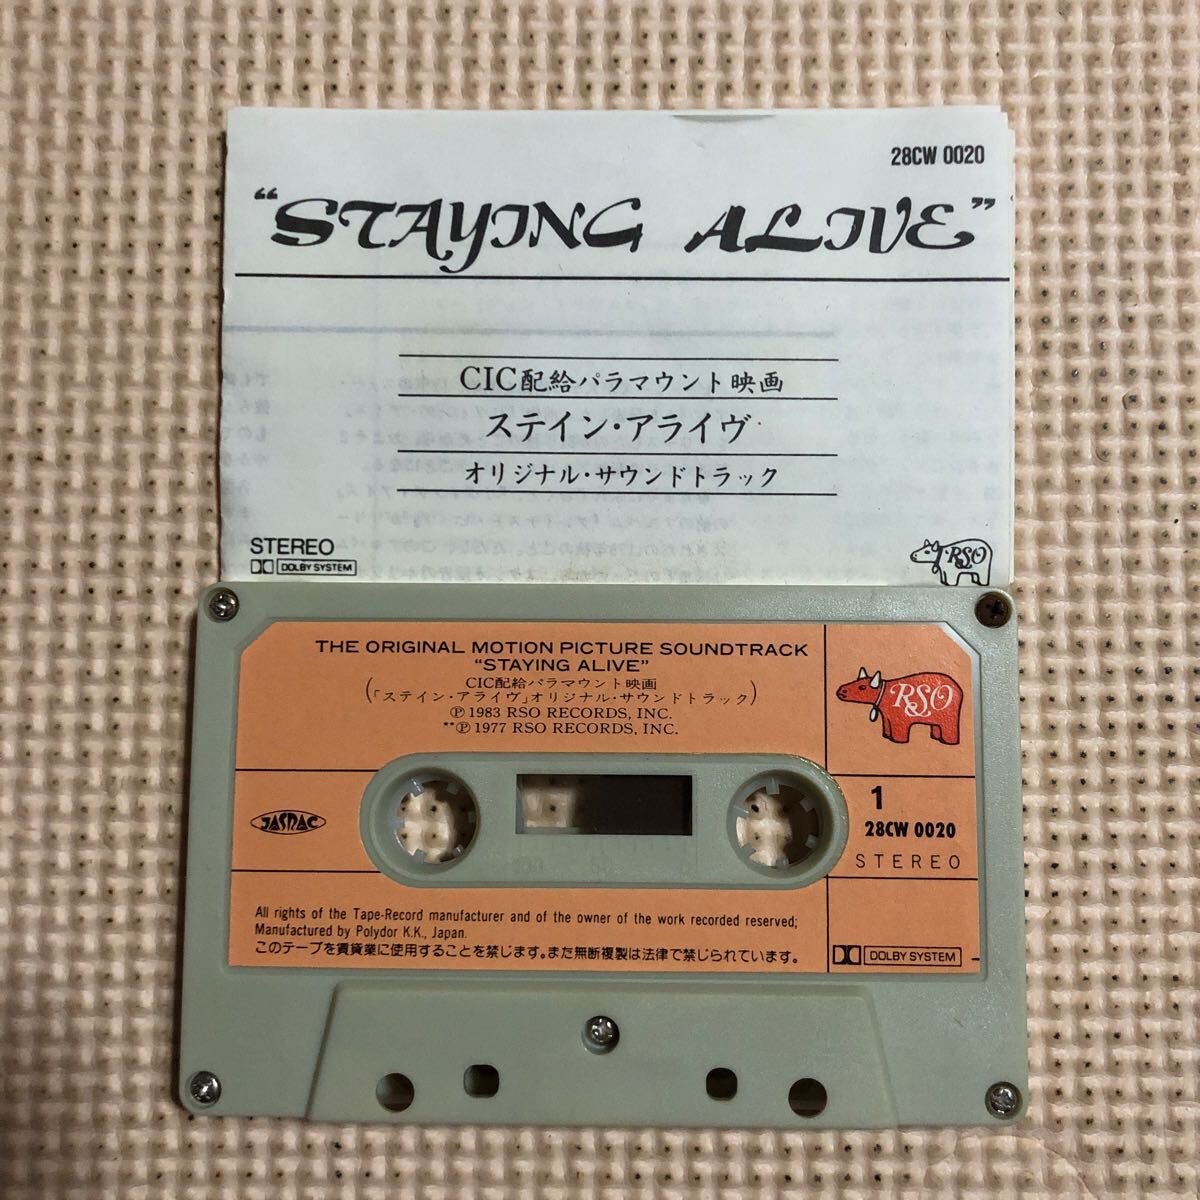 28CW 0020
“STAYING ALIVE”
CIC配給パラマウント映画
ステイン・アライヴ
オリジナル・サウンドトラック
STEREO
DOLBY SYSTEM
RSO
THE ORIGINAL MOTION PICTURE SOUNDTRACK
“STAYING ALIVE”
(CIC配給パラマウント映画
「ステイン・アライヴ」オリジナル・サウンドトラック)
Ⓟ 1983 RSO RECORDS, INC.
**Ⓟ 1977 RSO RECORDS, INC.
RSO
JASRAC
1
28CW 0020
STEREO
100 50 0
All rights of the Tape-Record manufacturer and of the owner of the work recorded reserved;
Manufactured by Polydor K.K., Japan.
このテープを賃貸業に使用することを禁じます。また無断複製は法律で禁じられています。
DOLBY SYSTEM